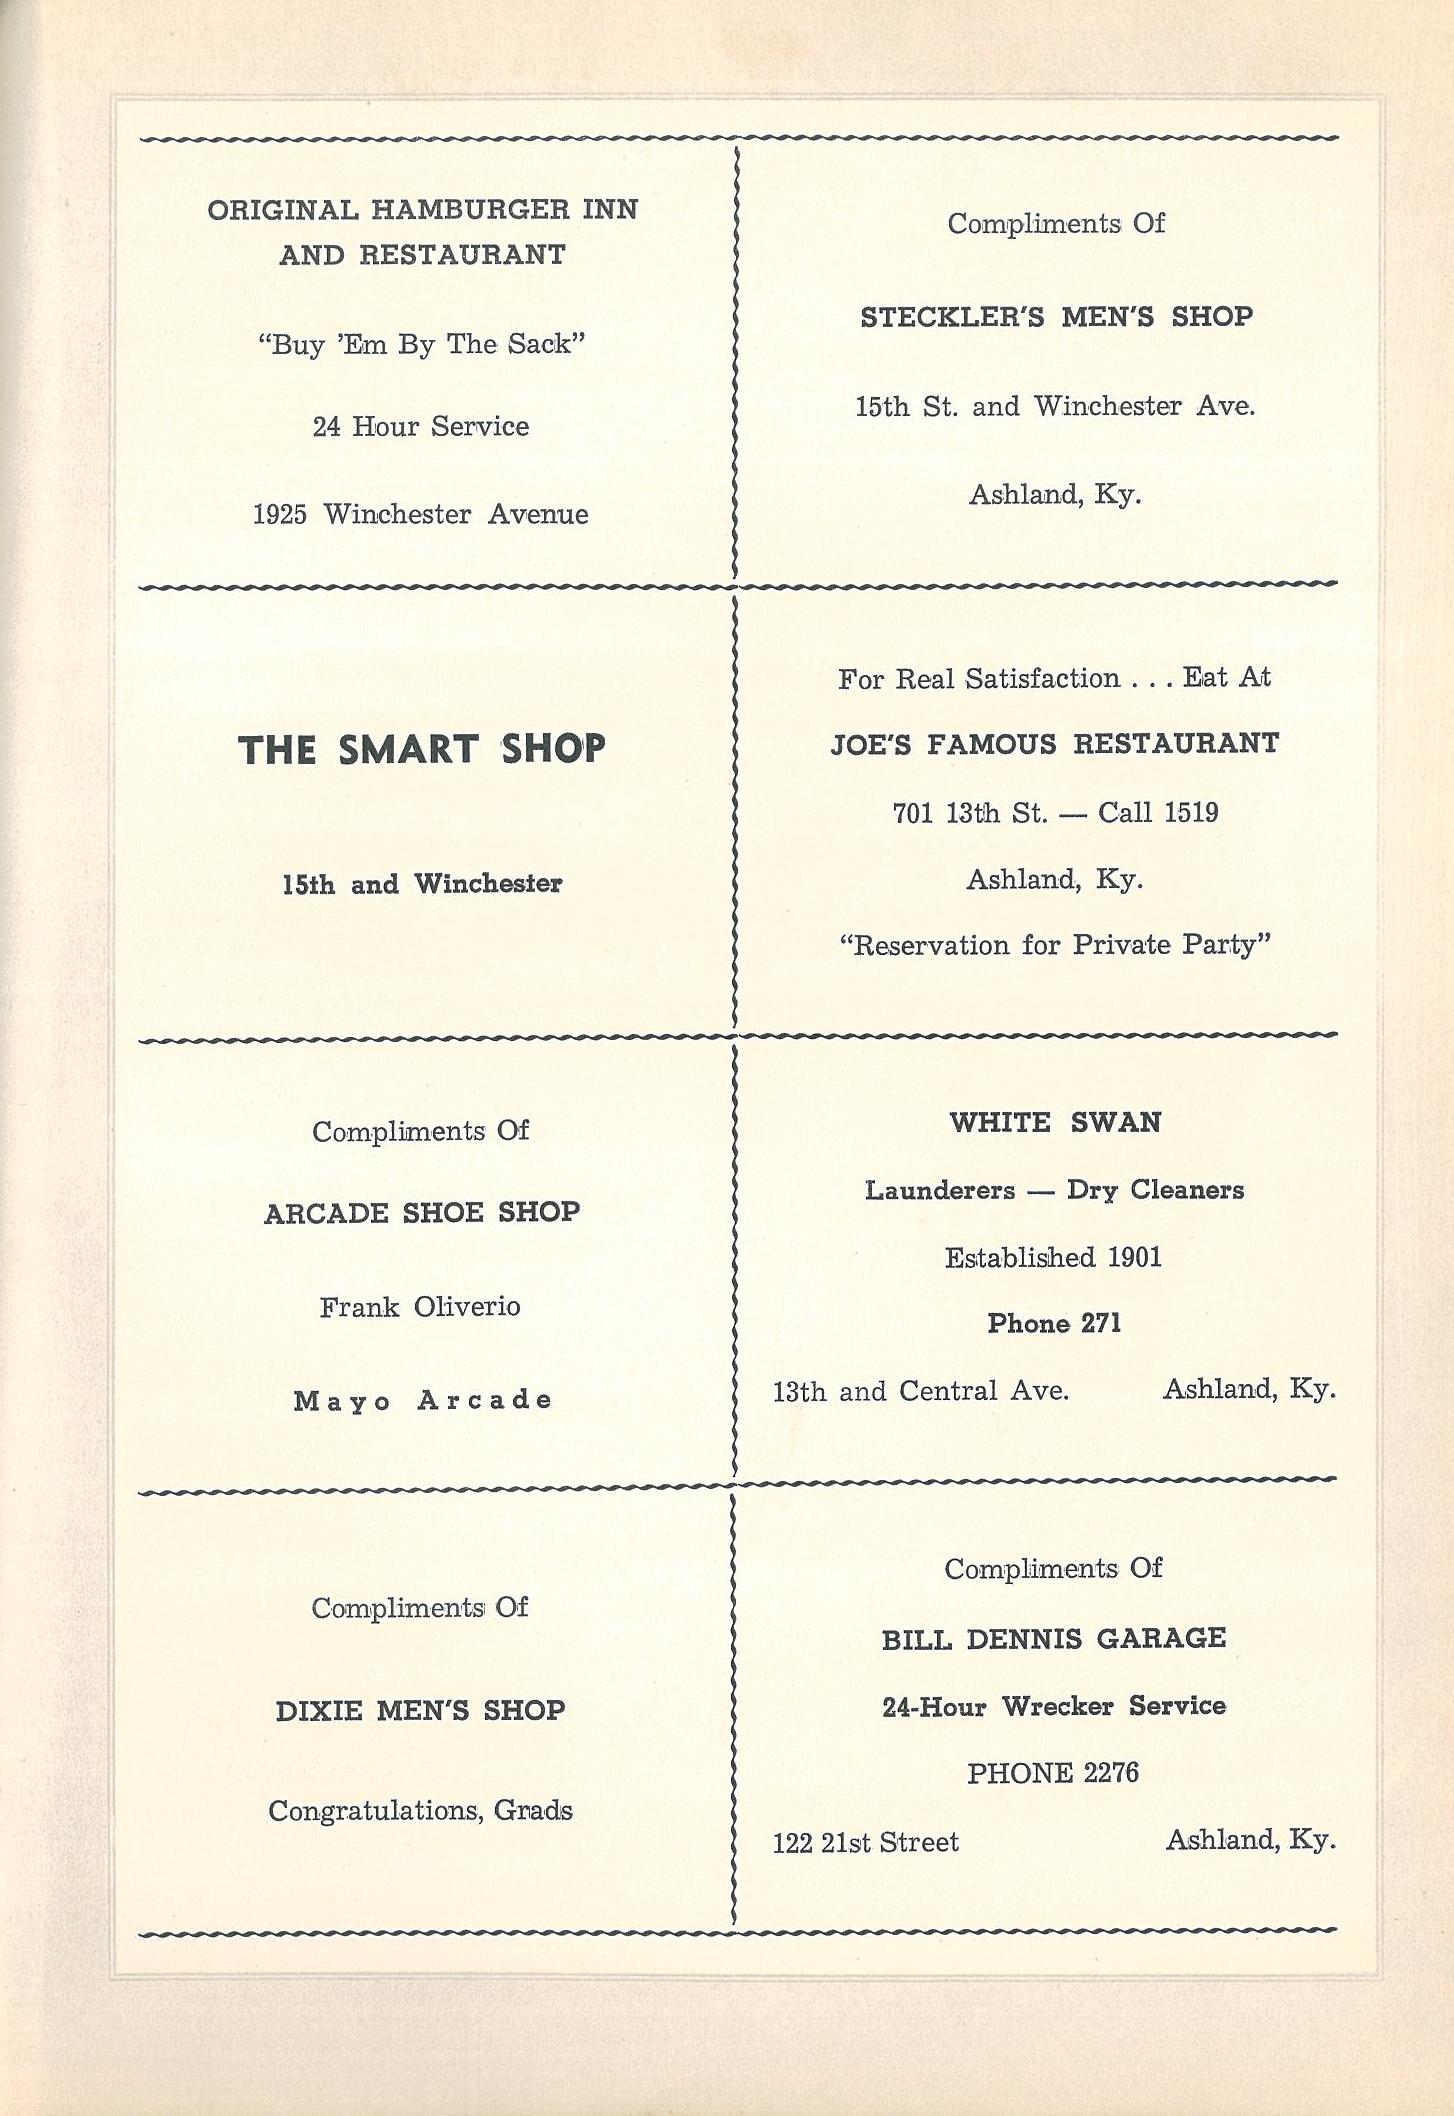 ORIGINAL HAMBURGER INN
AND RESTAURANT
“Buy ’Em By The Sack”
24 Hour Service
1925 Winchester Avenue
Compliments Of
STECKLER’S MEN’S SHOP
15th St. and Winchester Ave.
Ashland, Ky.
THE SMART SHOP
15th and Winchester
For Real Satisfaction . . . Eat At
JOE’S FAMOUS RESTAURANT
701 13th St. — Call 1519
Ashland, Ky.
“Reservation for Private Party”
Compliments Of
ARCADE SHOE SHOP
Frank Oliverio
Mayo Arcade
WHITE SWAN
Launderers — Dry Cleaners
Established 1901
Phone 271
13th and Central Ave. Ashland, Ky.
Compliments Of
DIXIE MEN’S SHOP
Congratulations, Grads
Compliments Of
BILL DENNIS GARAGE
24-Hour Wrecker Service
PHONE 2276
122 21st Street Ashland, Ky.